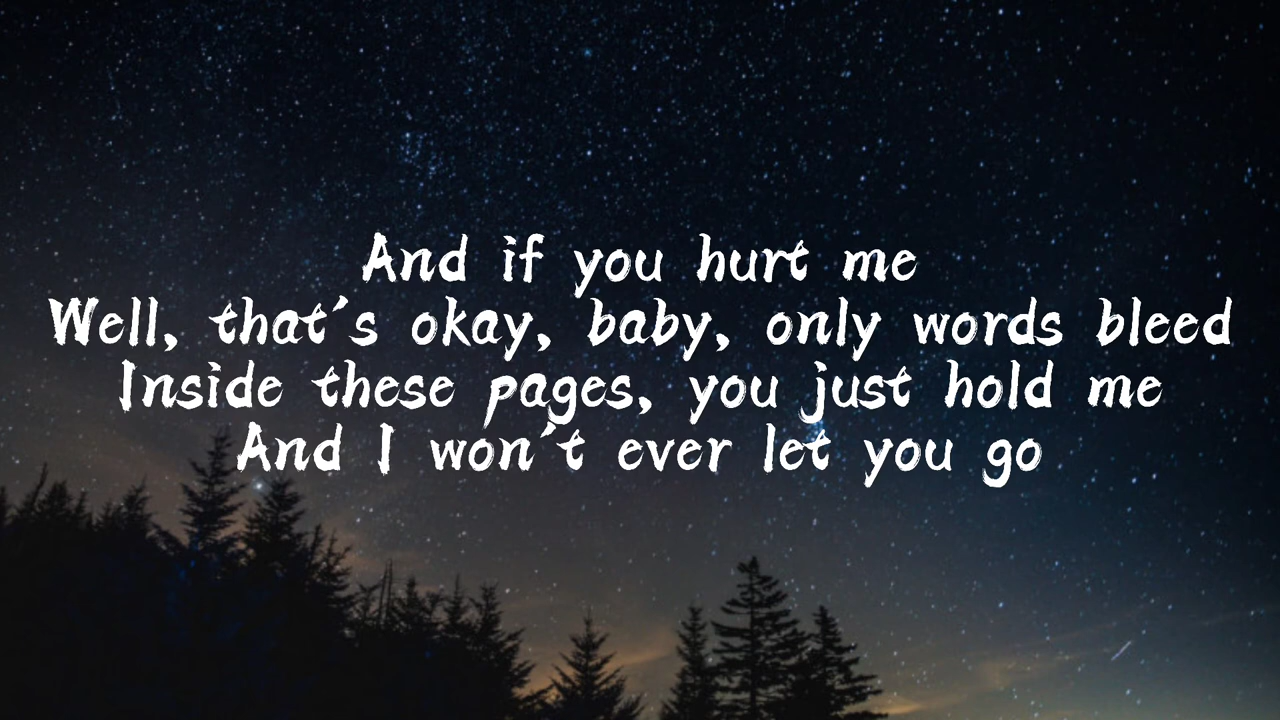 And if you hurt me
Well, that's okay, baby, only words bleed
Inside these pages, you just hold me
And I won't ever let you go